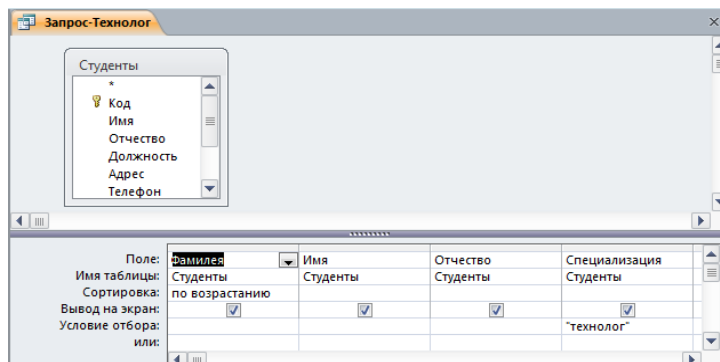 Запрос-Технолог
Студенты
*
Код
Имя
Отчество
Должность
Адрес
Телефон
Поле: Фамилея Имя Отчество Специализация
Имя таблицы: Студенты Студенты Студенты Студенты
Сортировка: по возрастанию
Вывод на экран:
Условие отбора: "технолог"
или: